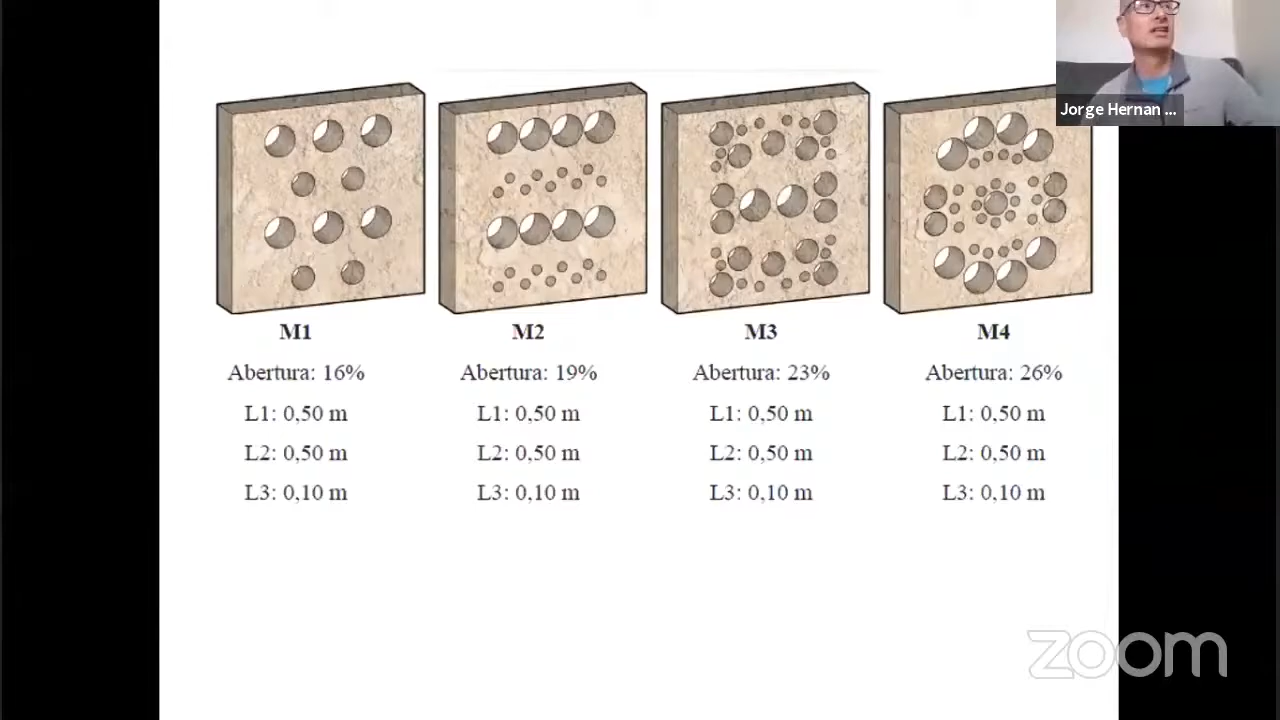 Jorge Hernan ...
M1 M2 M3 M4
Abertura: 16% Abertura: 19% Abertura: 23% Abertura: 26%
L1: 0,50 m L1: 0,50 m L1: 0,50 m L1: 0,50 m
L2: 0,50 m L2: 0,50 m L2: 0,50 m L2: 0,50 m
L3: 0,10 m L3: 0,10 m L3: 0,10 m L3: 0,10 m
zoom